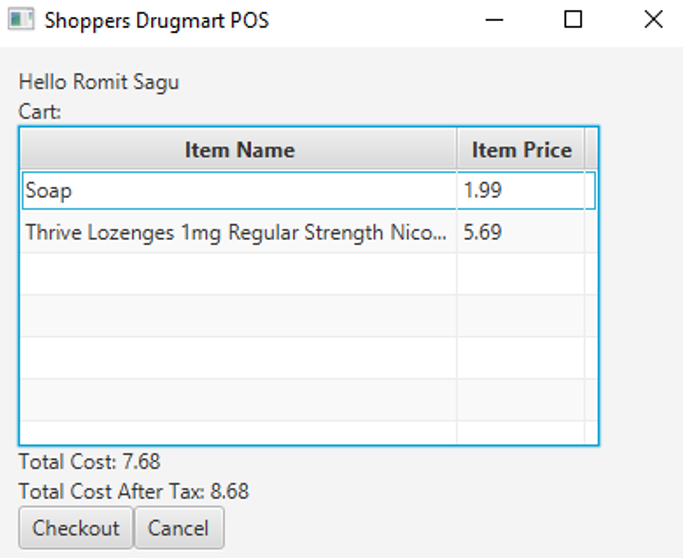 Shoppers Drugmart POS
Hello Romit Sagu
Cart:
Item Name Item Price
Soap 1.99
Thrive Lozenges 1mg Regular Strength Nico... 5.69
Total Cost: 7.68
Total Cost After Tax: 8.68
Checkout Cancel